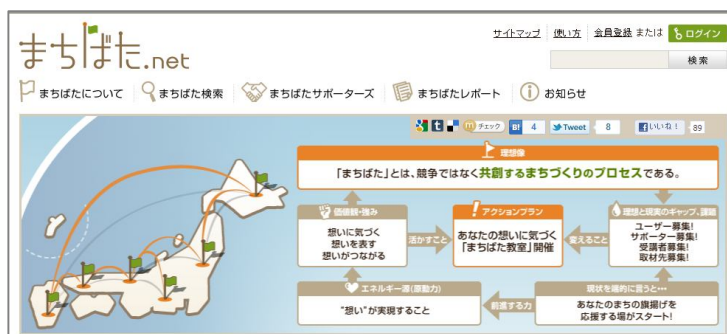 サイトマップ 使い方 会員登録 または ログイン
まちばた.net
検索
まちばたについて まちばた検索 まちばたサポーターズ まちばたレポート お知らせ
チェック B! 4 Tweet 8 いいね! 89
理想像
「まちばた」とは、競争ではなく共創するまちづくりのプロセスである。
価値観・強み
想いに気づく
想いを表す
想いがつながる
活かすこと
アクションプラン
あなたの想いに気づく
「まちばた教室」開催
変えること
理想と現実のギャップ、課題
ユーザー募集!
サポーター募集!
受講者募集!
取材先募集!
エネルギー源(原動力)
"想い"が実現すること
前進する力
現状を端的に言うと…
あなたのまちの旗揚げを
応援する場がスタート!